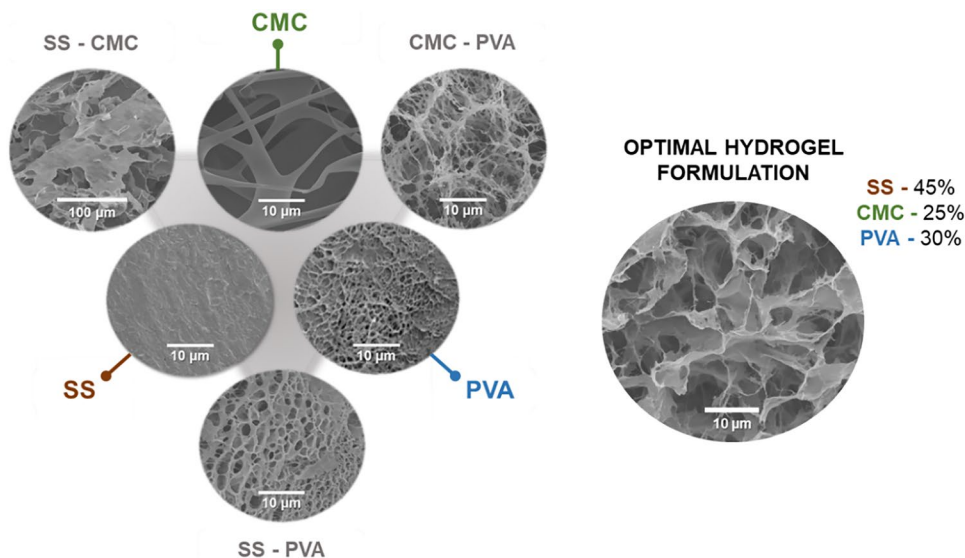 SS - CMC
CMC
CMC - PVA
100 µm
10 µm
10 µm
10 µm
10 µm
SS
PVA
10 µm
SS - PVA
OPTIMAL HYDROGEL
FORMULATION
SS - 45%
CMC - 25%
PVA - 30%
10 µm